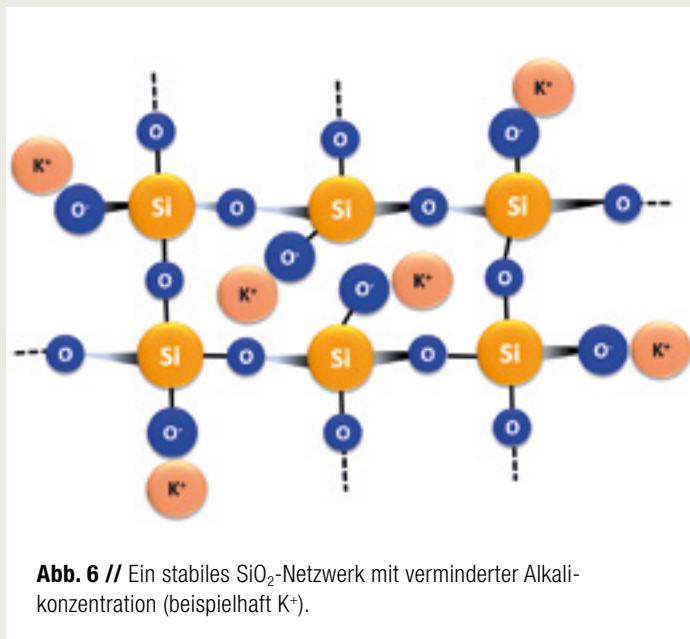 K⁺
O O O⁻
K⁺
O⁻ Si O Si O Si O
O⁻
O K⁺ O⁻ K⁺ O
O Si O Si O Si O⁻ K⁺
O⁻ O O
K⁺
Abb. 6 // Ein stabiles SiO₂-Netzwerk mit verminderter Alkali-
konzentration (beispielhaft K⁺).